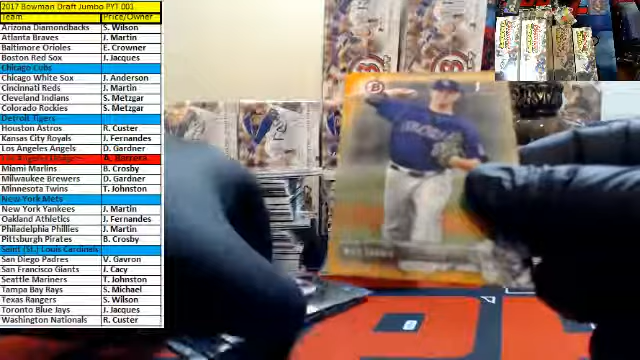 2017 Bowman Draft Jumbo PYT 001
Team Price/Owner
Arizona Diamondbacks S. Wilson
Atlanta Braves J. Martin
Baltimore Orioles E. Crowner
Boston Red Sox J. Jacques
Chicago Cubs
Chicago White Sox J. Anderson
Cincinnati Reds J. Martin
Cleveland Indians S. Metzgar
Colorado Rockies S. Metzgar
Detroit Tigers
Houston Astros R. Custer
Kansas City Royals J. Fernandes
Los Angeles Angels D. Gardner
Los Angeles Dodgers A. Barrera
Miami Marlins B. Crosby
Milwaukee Brewers D. Gardner
Minnesota Twins T. Johnston
New York Mets
New York Yankees J. Martin
Oakland Athletics J. Fernandes
Philadelphia Phillies J. Martin
Pittsburgh Pirates B. Crosby
Saint (St.) Louis Cardinals
San Diego Padres V. Gavron
San Francisco Giants J. Cacy
Seattle Mariners T. Johnston
Tampa Bay Rays S. Michael
Texas Rangers S. Wilson
Toronto Blue Jays J. Jacques
Washington Nationals R. Custer